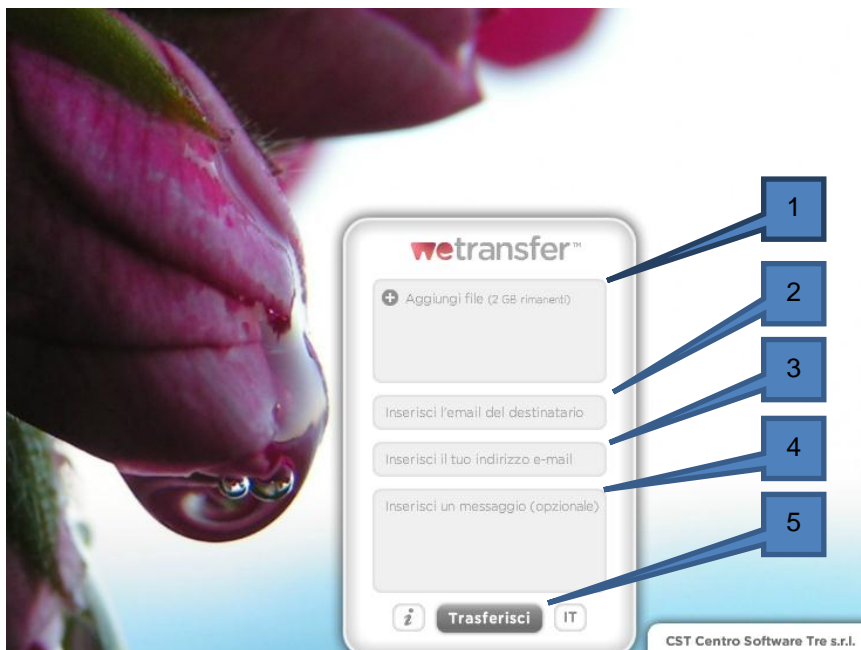 1
wetransfer™
2
Aggiungi file (2 GB rimanenti)
3
Inserisci l'email del destinatario
4
Inserisci il tuo indirizzo e-mail
Inserisci un messaggio (opzionale)
5
i Trasferisci IT
CST Centro Software Tre s.r.l.